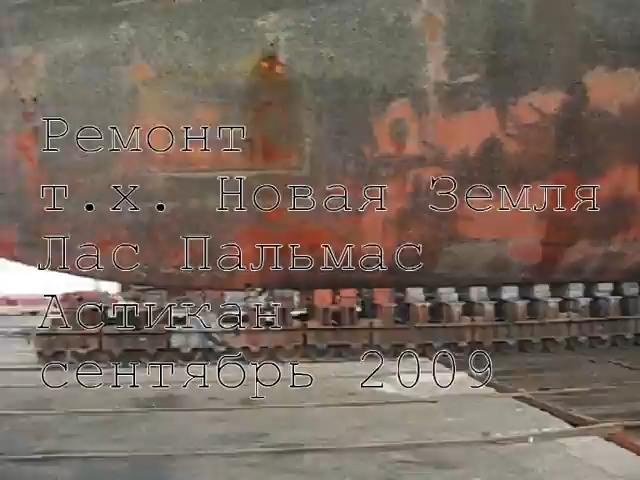 Ремонт
т.х. Новая Земля
Лас Пальмас
Астикан
сентябрь 2009